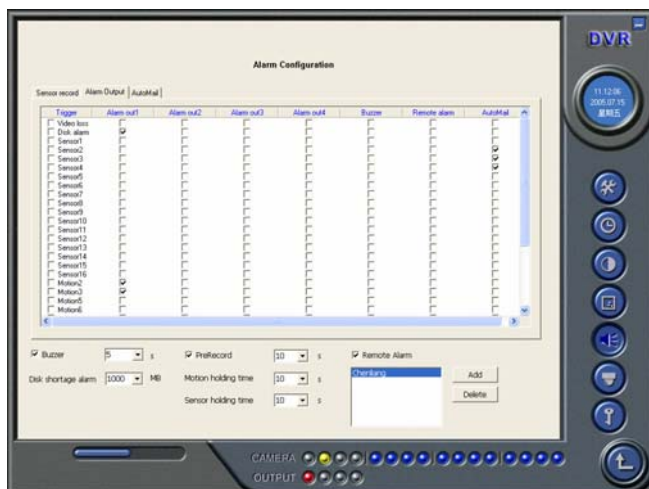 DVR
Alarm Configuration
11:12:06
2005.07.15
星期五
Sensor record Alarm Output AutoMail
Trigger Alarm out1 Alarm out2 Alarm out3 Alarm out4 Buzzer Remote alarm AutoMail
Video loss
Disk alarm
Sensor1
Sensor2
Sensor3
Sensor4
Sensor5
Sensor6
Sensor7
Sensor8
Sensor9
Sensor10
Sensor11
Sensor12
Sensor13
Sensor14
Sensor15
Sensor16
Motion2
Motion3
Motion5
Motion6
Buzzer 5 s PreRecord 10 s Remote Alarm
Disk shortage alarm 1000 MB Motion holding time 10 s Chenliang Add
Sensor holding time 10 s Delete
CAMERA
OUTPUT